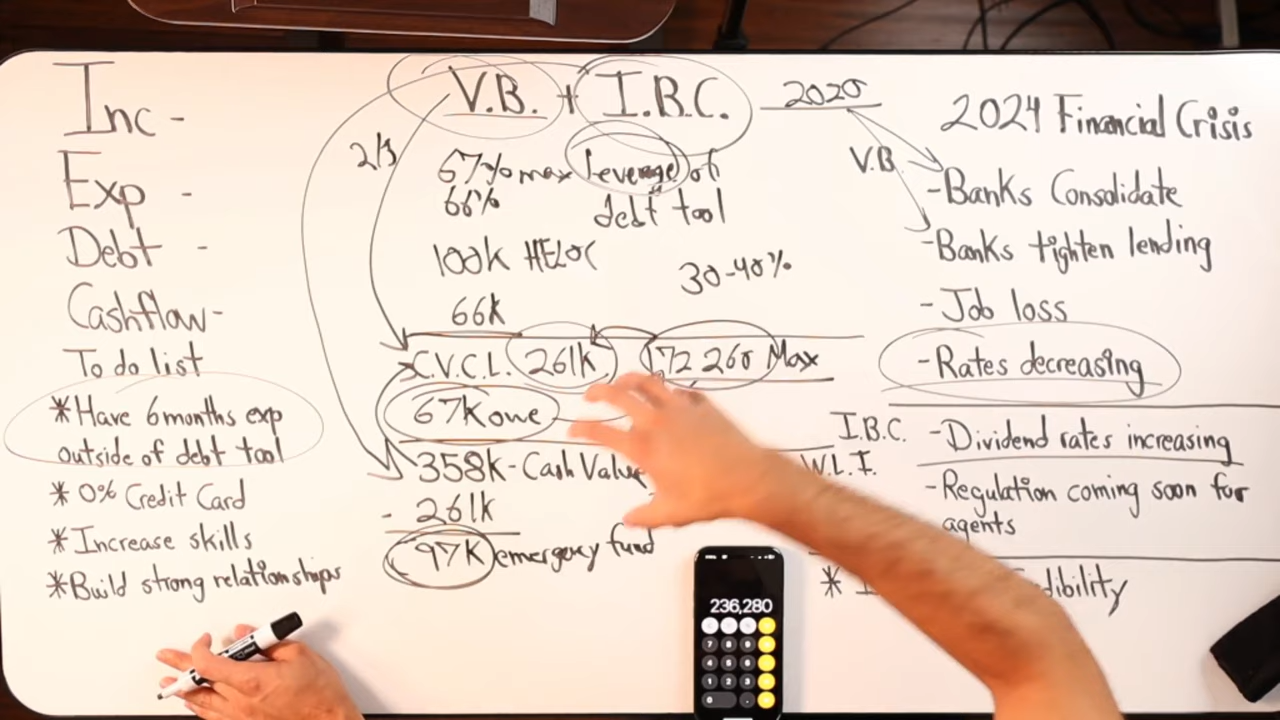 Inc -
Exp -
Debt -
Cashflow-
To do list
*Have 6 months exp
outside of debt tool
* 0% Credit Card
*Increase skills
*Build strong relationships
V.B. + I.B.C.
2/3
67% max leverage of
66% debt tool
100k HELOC
30-40%
66k
C.V.C.L. 261k 172,260 Max
67K owe
358k-Cash Value
- 261k
97K emergency fund
236,280
2020
V.B.
2024 Financial Crisis
-Banks Consolidate
-Banks tighten lending
-Job loss
-Rates decreasing
I.B.C. -Dividend rates increasing
W.L.I.
-Regulation coming soon for
agents
*